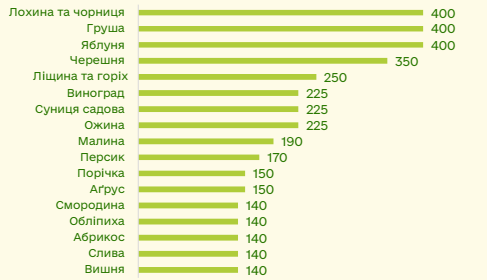 Лохина та чорниця 400
Груша 400
Яблуня 400
Черешня 350
Ліщина та горіх 250
Виноград 225
Суниця садова 225
Ожина 225
Малина 190
Персик 170
Порічка 150
Аґрус 150
Смородина 140
Обліпиха 140
Абрикос 140
Слива 140
Вишня 140